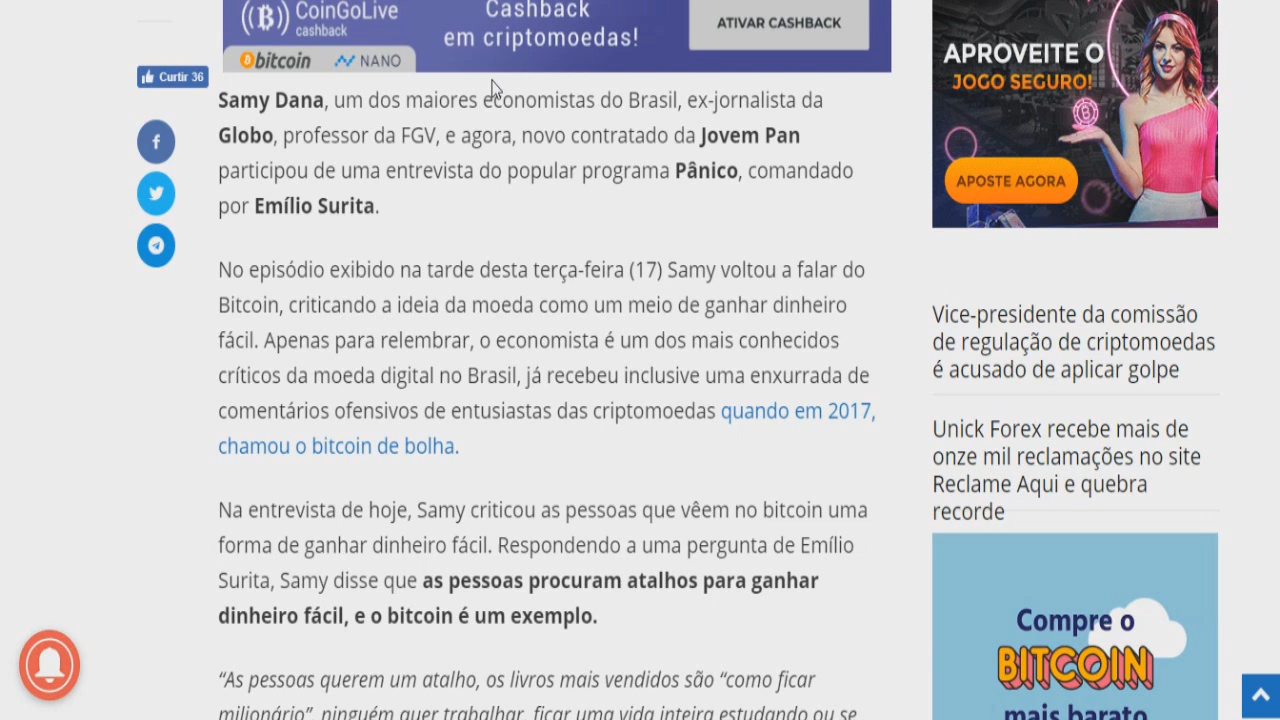 CoinGoLive
cashback
Cashback
em criptomoedas!
ATIVAR CASHBACK
bitcoin
NANO
Curtir 36
Samy Dana, um dos maiores economistas do Brasil, ex-jornalista da
Globo, professor da FGV, e agora, novo contratado da Jovem Pan
participou de uma entrevista do popular programa Pânico, comandado
por Emílio Surita.
No episódio exibido na tarde desta terça-feira (17) Samy voltou a falar do
Bitcoin, criticando a ideia da moeda como um meio de ganhar dinheiro
fácil. Apenas para relembrar, o economista é um dos mais conhecidos
críticos da moeda digital no Brasil, já recebeu inclusive uma enxurrada de
comentários ofensivos de entusiastas das criptomoedas quando em 2017,
chamou o bitcoin de bolha.
Na entrevista de hoje, Samy criticou as pessoas que vêem no bitcoin uma
forma de ganhar dinheiro fácil. Respondendo a uma pergunta de Emílio
Surita, Samy disse que as pessoas procuram atalhos para ganhar
dinheiro fácil, e o bitcoin é um exemplo.
“As pessoas querem um atalho, os livros mais vendidos são “como ficar
milionário”, ninguém quer trabalhar, ficar uma vida inteira estudando ou se
APROVEITE O
JOGO SEGURO!
APOSTE AGORA
Vice-presidente da comissão
de regulação de criptomoedas
é acusado de aplicar golpe
Unick Forex recebe mais de
onze mil reclamações no site
Reclame Aqui e quebra
recorde
Compre o
BITCOIN
mais barato